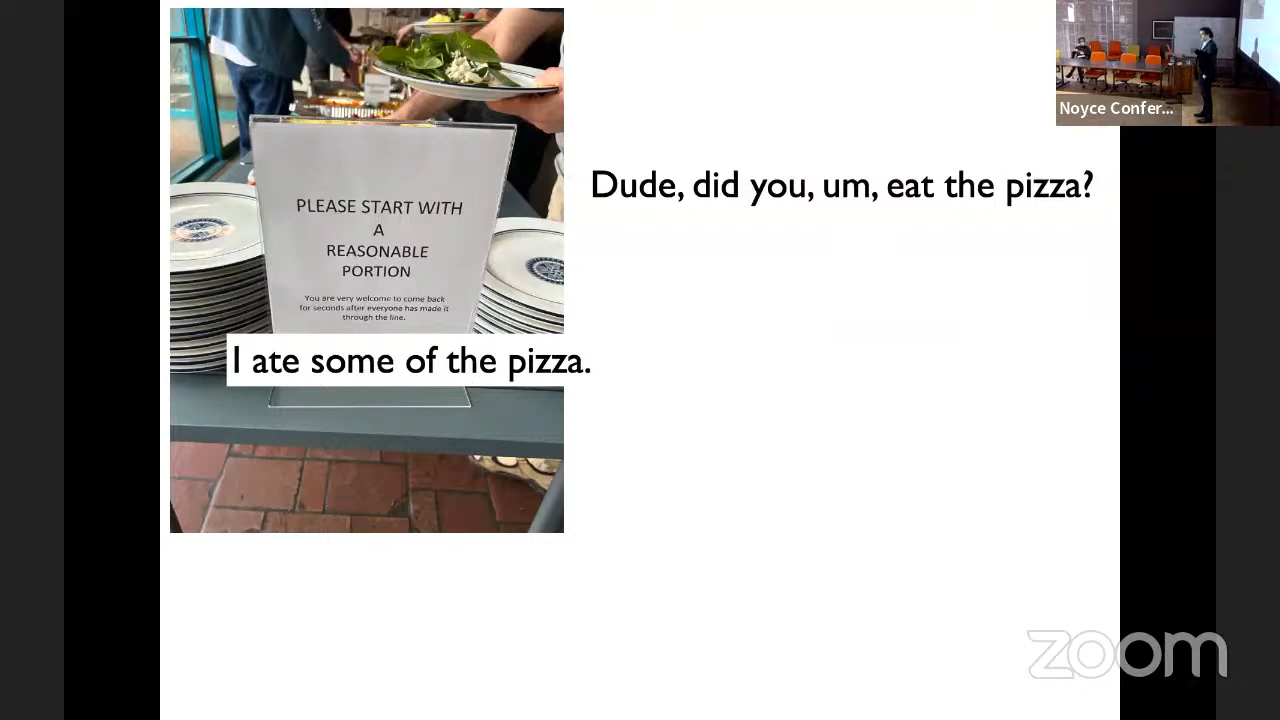 PLEASE START WITH
A
REASONABLE
PORTION
You are very welcome to come back
for seconds after everyone has made it
through the line.
Dude, did you, um, eat the pizza?
I ate some of the pizza.
Noyce Confer...
zoom